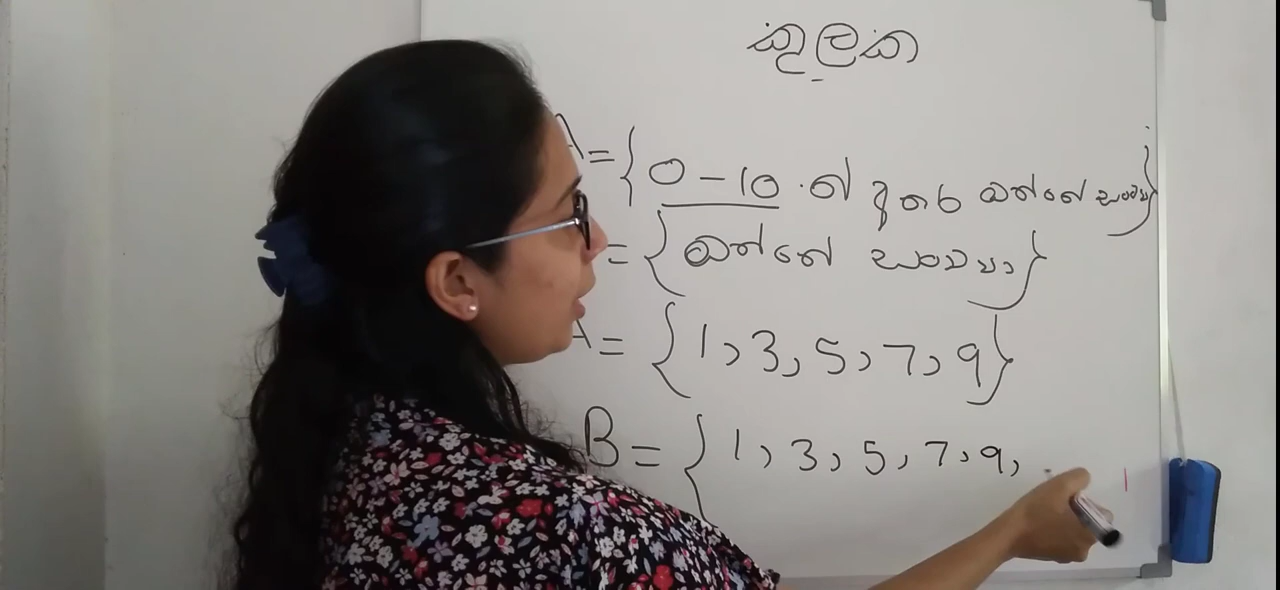 කුලක
A = { 0 – 10 ත් අතර ඔත්තේ සංඛ්‍යා }
= { ඔත්තේ සංඛ්‍යා }
A = { 1, 3, 5, 7, 9 }
B = { 1, 3, 5, 7, 9,